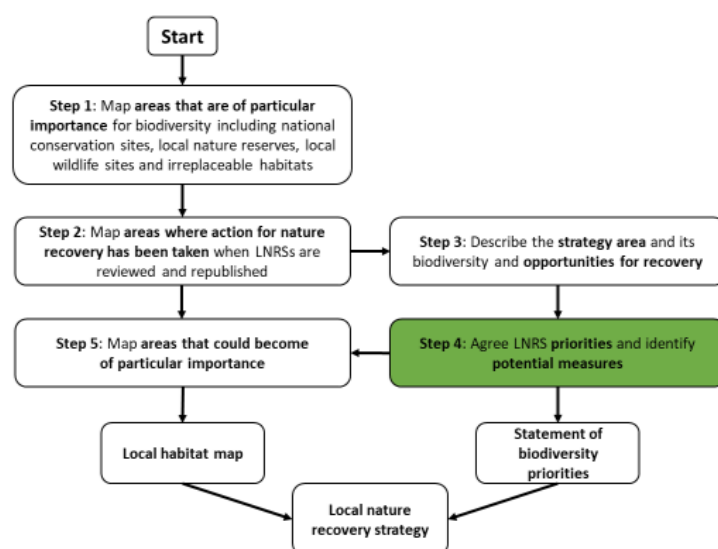 Start
Step 1: Map areas that are of particular
importance for biodiversity including national
conservation sites, local nature reserves, local
wildlife sites and irreplaceable habitats
Step 2: Map areas where action for nature
recovery has been taken when LNRSs are
reviewed and republished
Step 3: Describe the strategy area and its
biodiversity and opportunities for recovery
Step 4: Agree LNRS priorities and identify
potential measures
Step 5: Map areas that could become
of particular importance
Local habitat map
Statement of
biodiversity
priorities
Local nature
recovery strategy